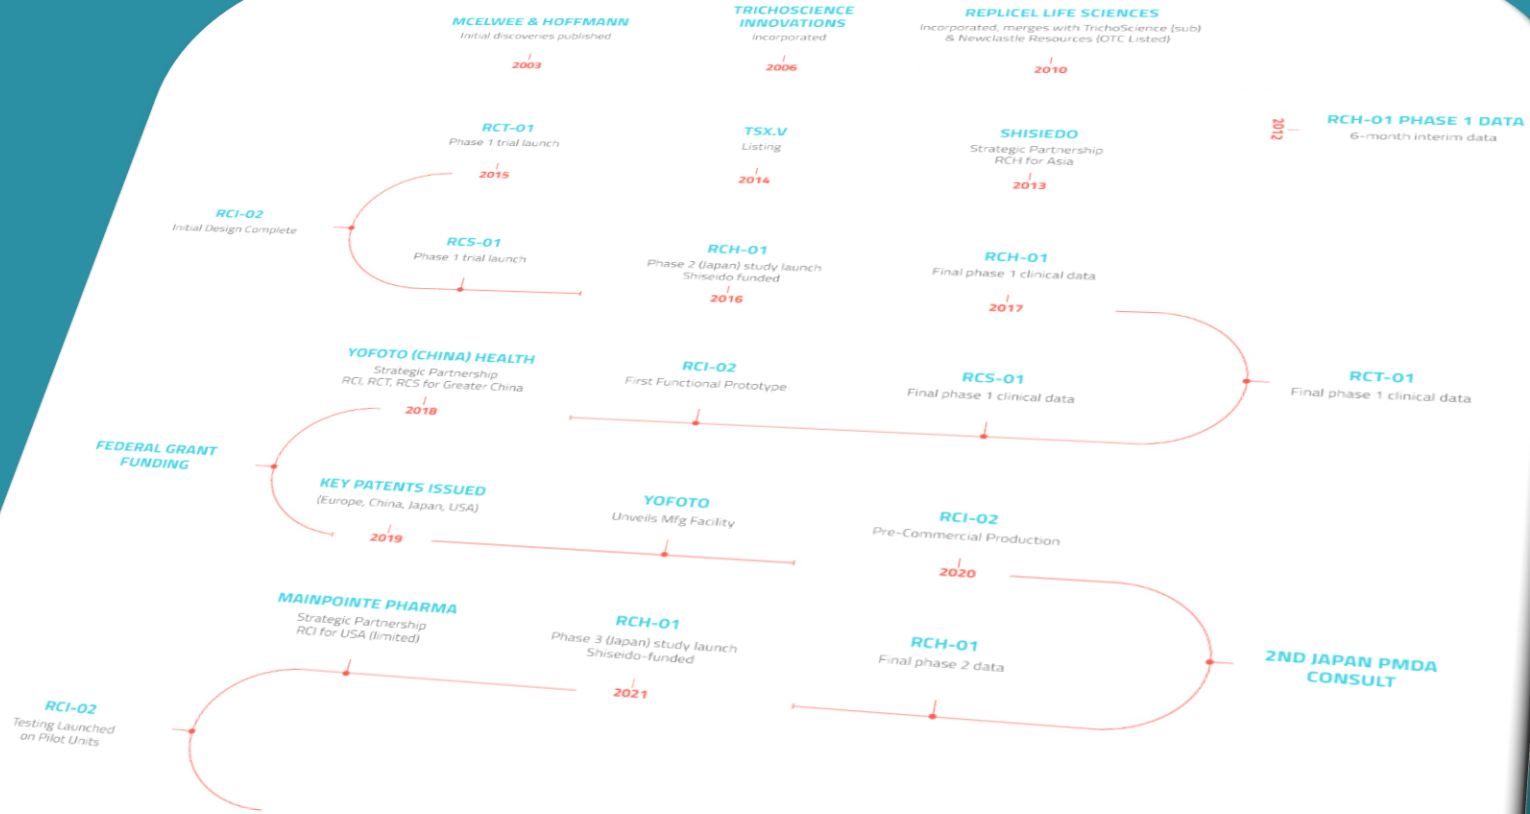 MCELWEE & HOFFMANN
Initial discoveries published
2003
TRICHOSCIENCE
INNOVATIONS
Incorporated
2006
REPLICEL LIFE SCIENCES
Incorporated, merges with TrichoScience (sub)
& Newclastle Resources (OTC Listed)
2010
2012
RCH-01 PHASE 1 DATA
6-month interim data
RCT-01
Phase 1 trial launch
2015
TSX.V
Listing
2014
SHISIEDO
Strategic Partnership
RCH for Asia
2013
RCI-02
Initial Design Complete
RCS-01
Phase 1 trial launch
RCH-01
Phase 2 (Japan) study launch
Shiseido funded
2016
RCH-01
Final phase 1 clinical data
2017
YOFOTO (CHINA) HEALTH
Strategic Partnership
RCI, RCT, RCS for Greater China
2018
RCI-02
First Functional Prototype
RCS-01
Final phase 1 clinical data
RCT-01
Final phase 1 clinical data
FEDERAL GRANT
FUNDING
KEY PATENTS ISSUED
(Europe, China, Japan, USA)
2019
YOFOTO
Unveils Mfg Facility
RCI-02
Pre-Commercial Production
2020
MAINPOINTE PHARMA
Strategic Partnership
RCI for USA (limited)
RCH-01
Phase 3 (Japan) study launch
Shiseido-funded
2021
RCH-01
Final phase 2 data
2ND JAPAN PMDA
CONSULT
RCI-02
Testing Launched
on Pilot Units